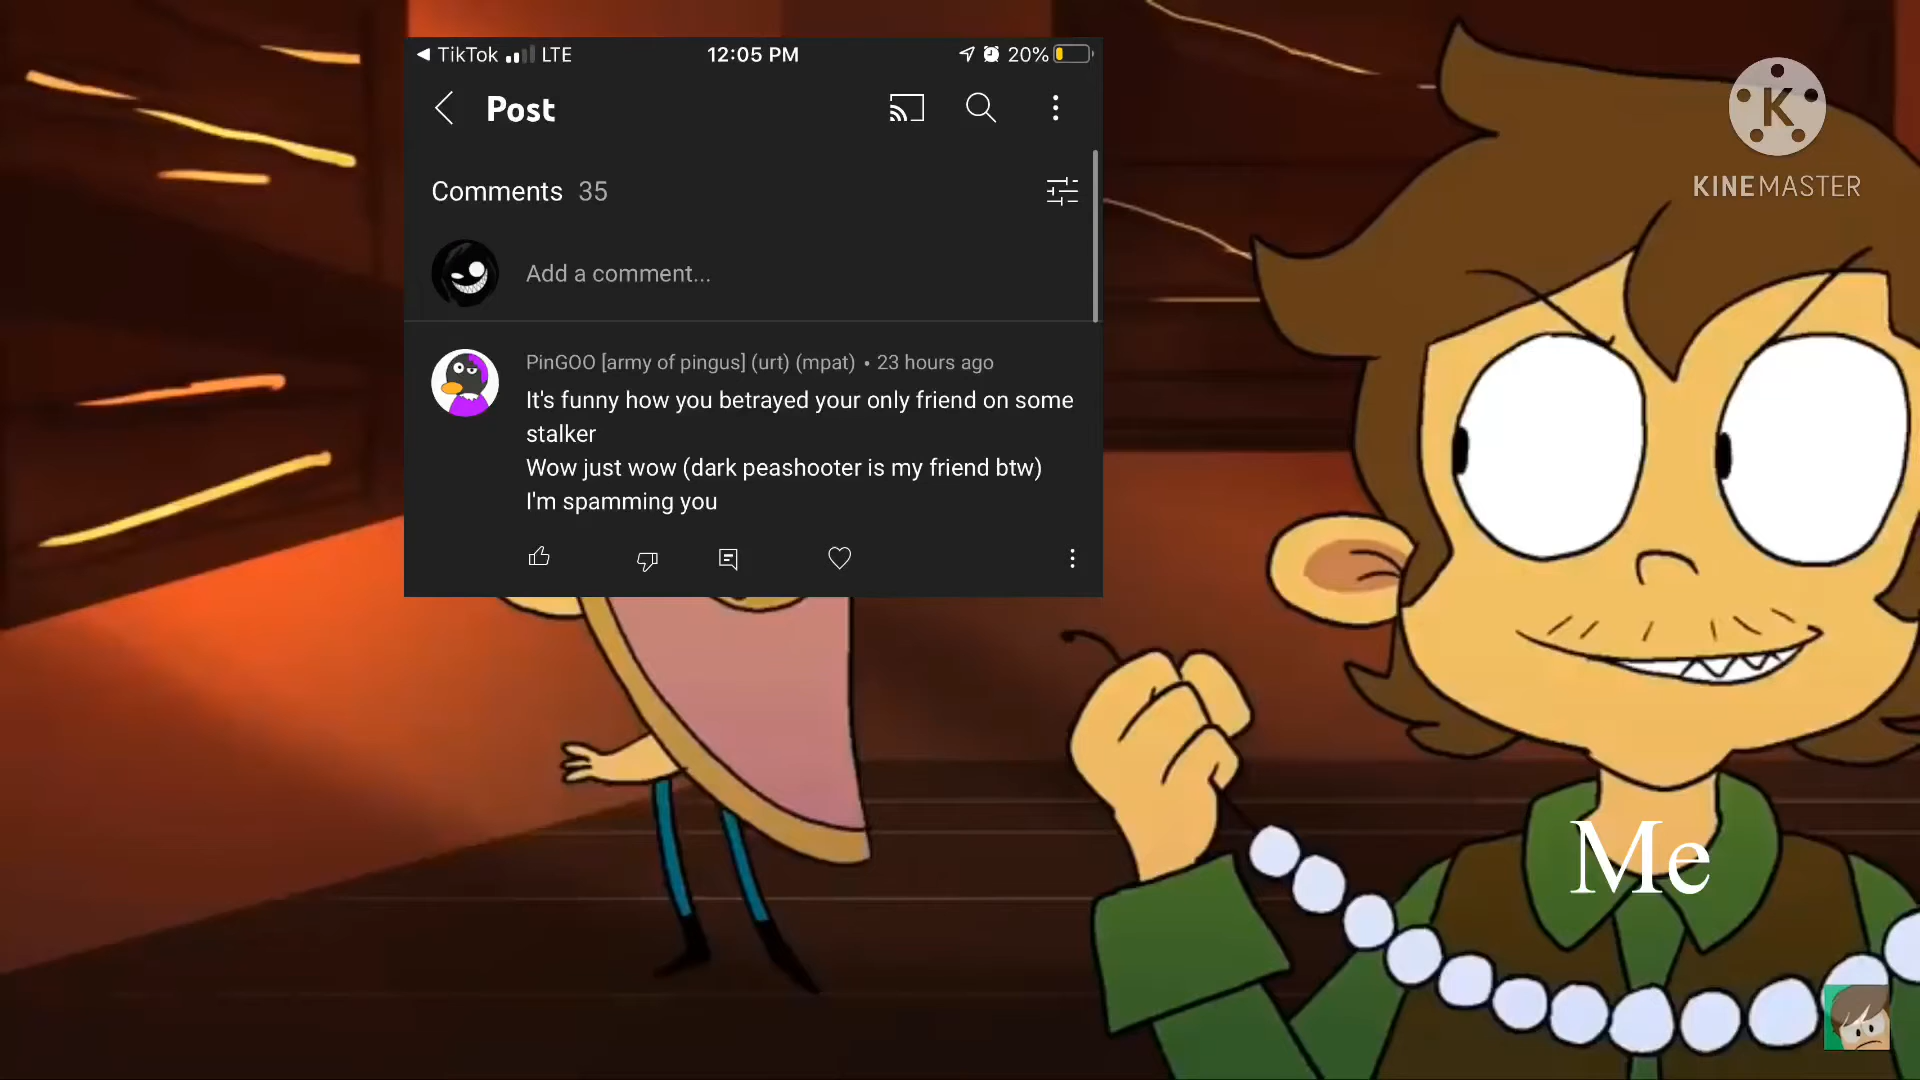 TikTok LTE 12:05 PM 20%
Post
Comments 35
Add a comment...
PinGOO [army of pingus] (urt) (mpat) • 23 hours ago
It's funny how you betrayed your only friend on some
stalker
Wow just wow (dark peashooter is my friend btw)
I'm spamming you
K
KINEMASTER
Me